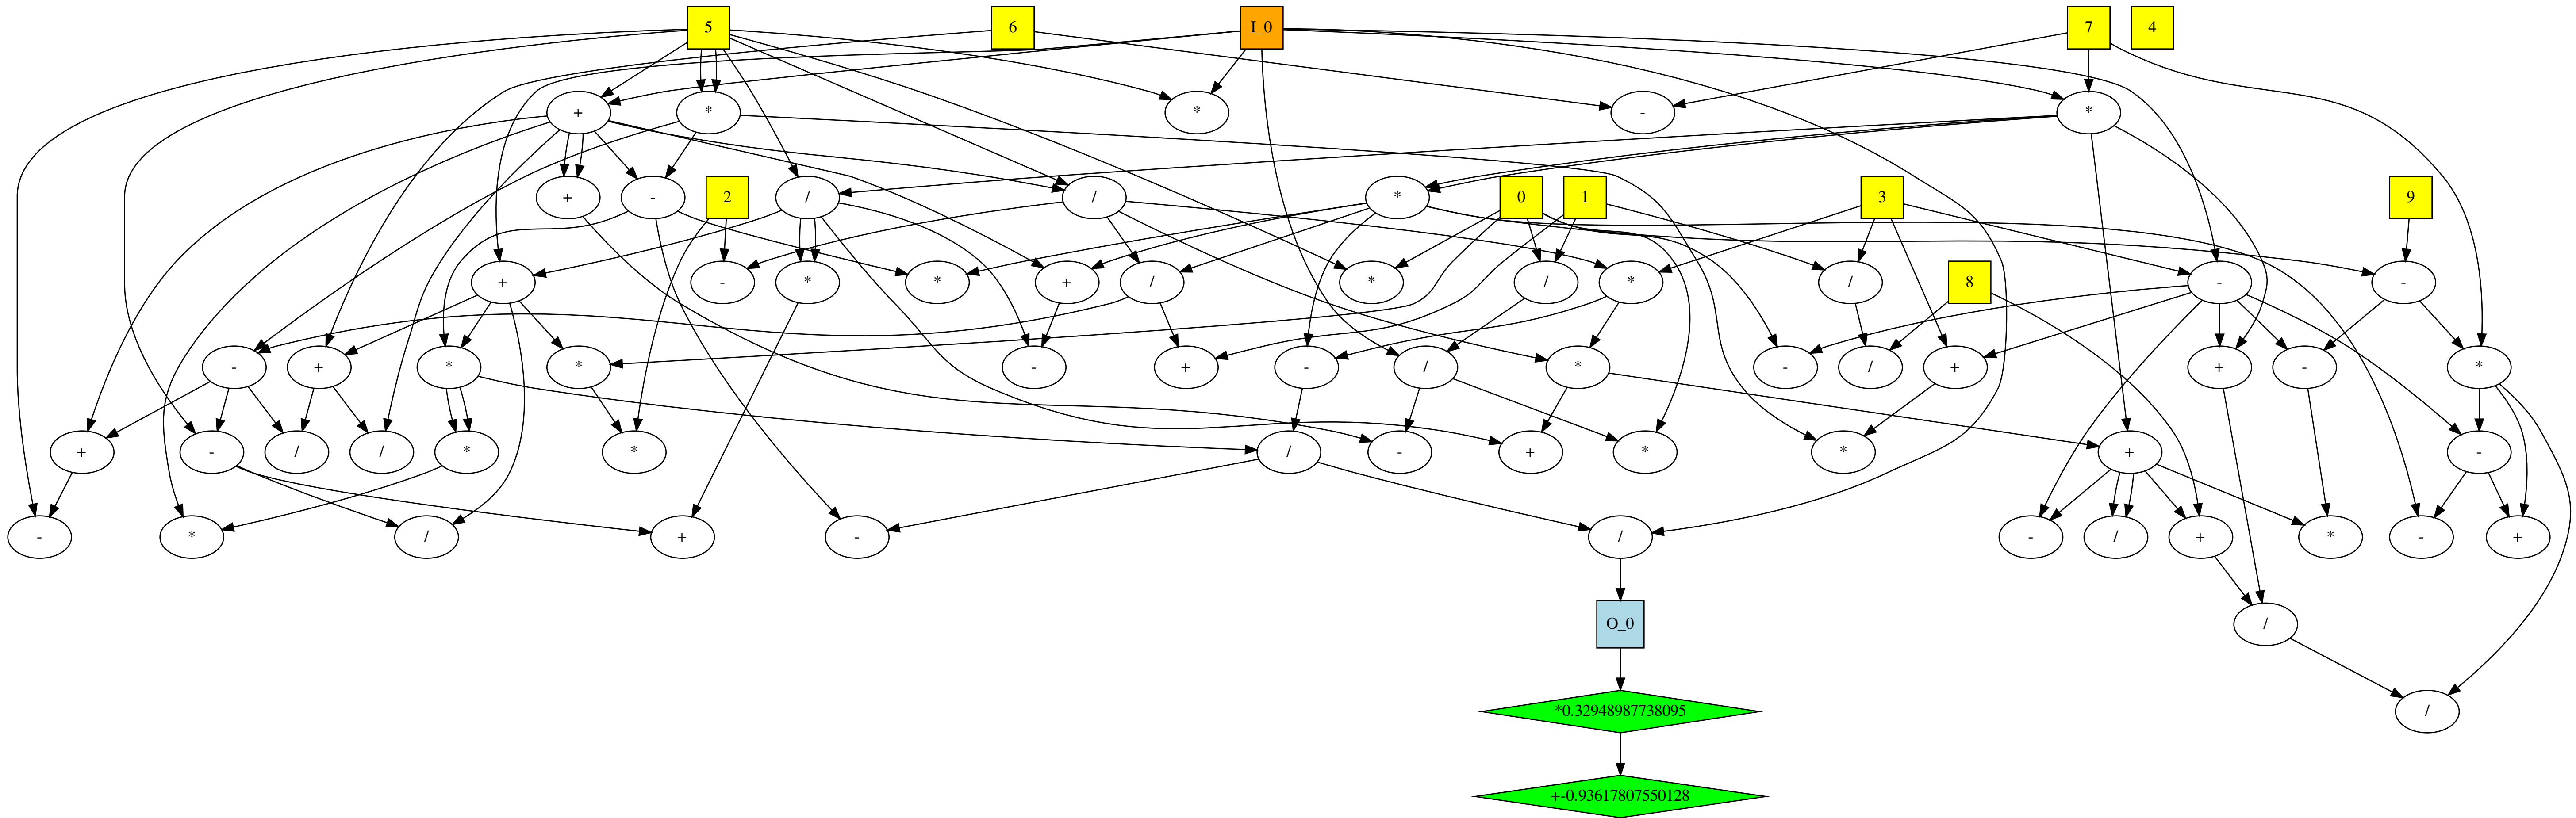 5 6 I_0 7 4
+ * * - *
+ - 2 / / * 0 1 3 9
+ - * * + / * / * / 8 - -
- + * * - + - / * - / + + - *
+ - / / * * / - + * * + -
- * / + - / - / + * - +
O_0 /
*0.32948987738095 /
+-0.93617807550128